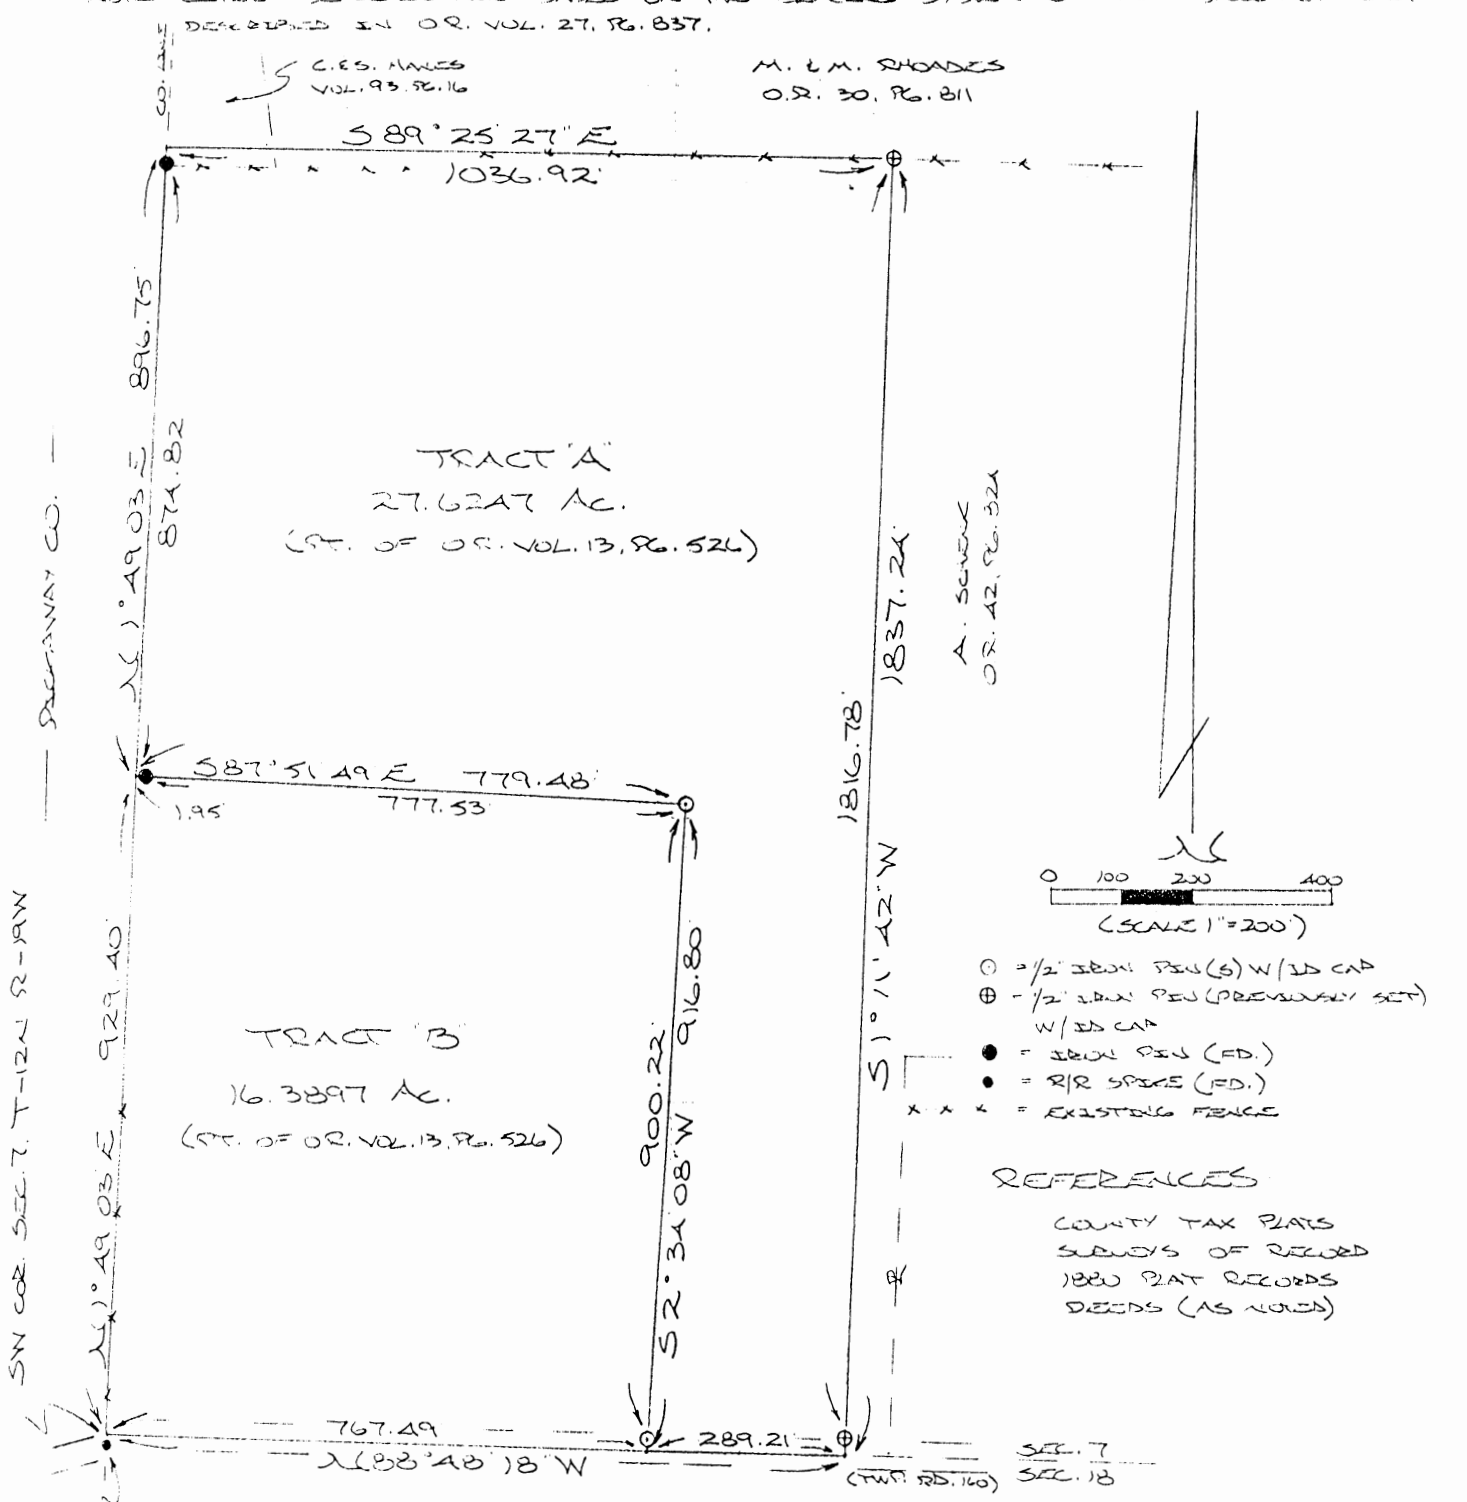 DESCRIBED IN O.R. VOL. 27, PG. 837.
C. & S. HANES
VOL. 93, PG. 16
M. & M. RHOADES
O.R. 30, PG. 811
S 89° 25' 27" E
1036.92'
896.75'
874.82
N 1° 49' 03" E
TRACT "A"
27.6247 AC.
(PT. OF O.R. VOL. 13, PG. 526)
PICKAWAY CO.
1837.24'
1816.78'
S 1° 11' 42" W
A. SCHENK
O.R. 42, PG. 324
S 87° 51' 49" E 779.48'
777.53'
1.95'
N
0 100 200 400
(SCALE 1"=200')
⊙ = 1/2" IRON PIN(S) W/ID CAP
⊕ - 1/2" IRON PIN (PREVIOUSLY SET)
W/ID CAP
● = IRON PIN (FD.)
• = R/R SPIKE (FD.)
x x x = EXISTING FENCE
929.40'
N 1° 49' 03" E
TRACT "B"
16.3897 AC.
(PT. OF O.R. VOL. 13, PG. 526)
916.80'
900.22'
S 2° 34' 08" W
REFERENCES
COUNTY TAX PLATS
SURVEYS OF RECORD
1880 PLAT RECORDS
DEEDS (AS NOTED)
SW COR. SEC. 7, T-12N R-19W
767.49
289.21'
N 88° 48' 18" W
(TWP. RD. 160)
SEC. 7
SEC. 18